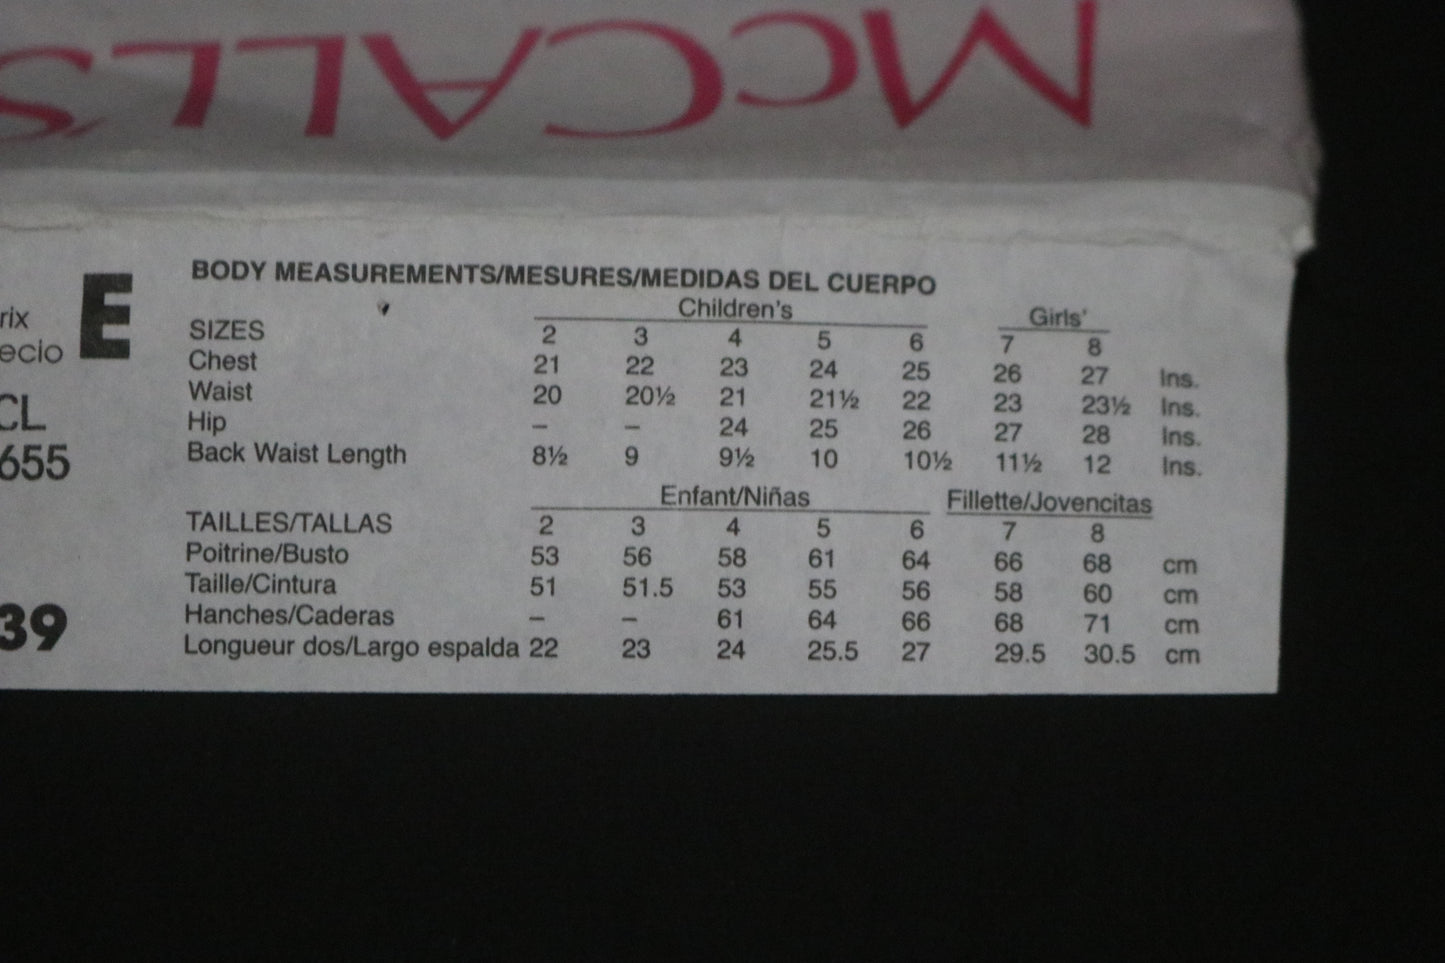 McCALL'S
rix
ecio
E
CL
655
39
BODY MEASUREMENTS/MESURES/MEDIDAS DEL CUERPO
Children's Girls'
SIZES 2 3 4 5 6 7 8
Chest 21 22 23 24 25 26 27 Ins.
Waist 20 20½ 21 21½ 22 23 23½ Ins.
Hip – – 24 25 26 27 28 Ins.
Back Waist Length 8½ 9 9½ 10 10½ 11½ 12 Ins.
Enfant/Niñas Fillette/Jovencitas
TAILLES/TALLAS 2 3 4 5 6 7 8
Poitrine/Busto 53 56 58 61 64 66 68 cm
Taille/Cintura 51 51.5 53 55 56 58 60 cm
Hanches/Caderas – – 61 64 66 68 71 cm
Longueur dos/Largo espalda 22 23 24 25.5 27 29.5 30.5 cm